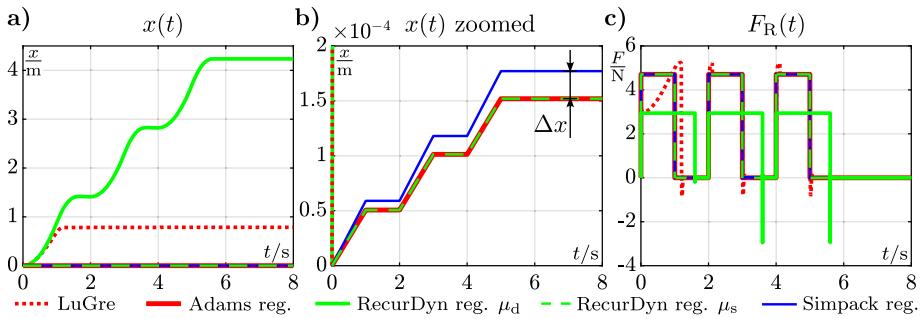 a) x(t)
x/m
4
3
2
1
0
0 2 4 6 8
t/s
b) ×10⁻⁴ x(t) zoomed
2
x/m
1.5
1
0.5
0
0 2 4 6 8
Δx
t/s
c) F_R(t)
6
F/N
4
2
0
-2
-4
0 2 4 6 8
t/s
LuGre Adams reg. RecurDyn reg. μ_d RecurDyn reg. μ_s Simpack reg.